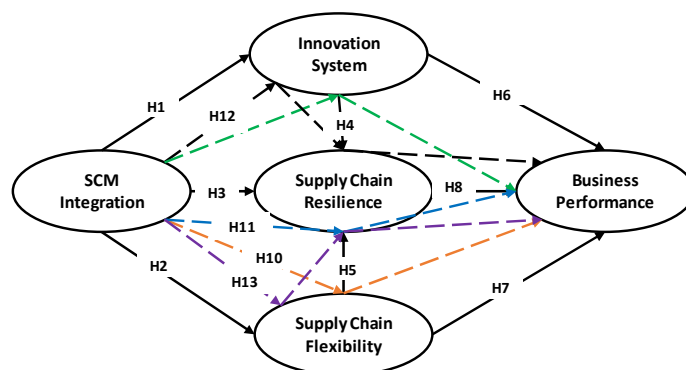 Innovation
System
H1
H6
H12
H4
SCM
Integration
H3
Supply Chain
Resilience
H8
Business
Performance
H11
H10
H2
H13
H5
H7
Supply Chain
Flexibility